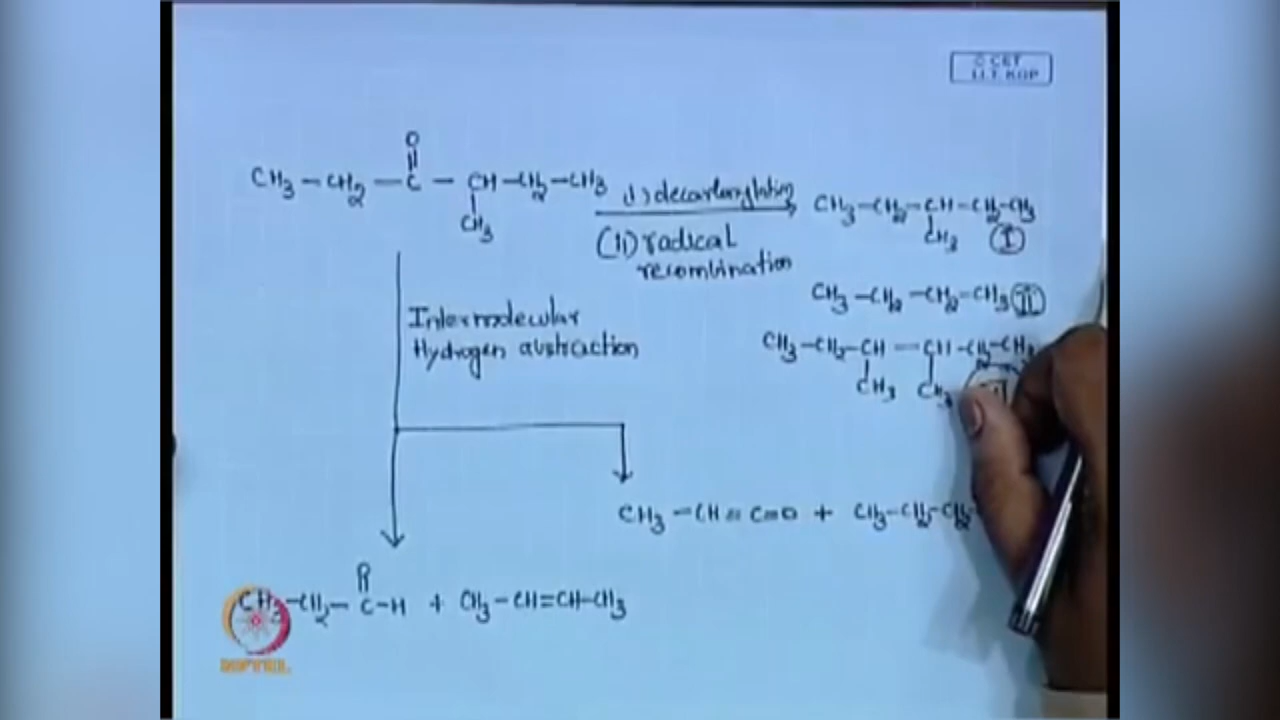 © CET
I.I.T. KGP
O
CH3-CH2-C-CH-CH2-CH3
CH3
(i) decarbonylation
(ii) radical
recombination
CH3-CH2-CH-CH2-CH3
CH3 (I)
CH3-CH2-CH2-CH3 (II)
CH3-CH2-CH-CH-CH2-CH3
CH3 CH3
Intermolecular
Hydrogen abstraction
CH3-CH=C=O + CH3-CH2-CH2
CH3-CH2-C-H + CH3-CH=CH-CH3
NPTEL